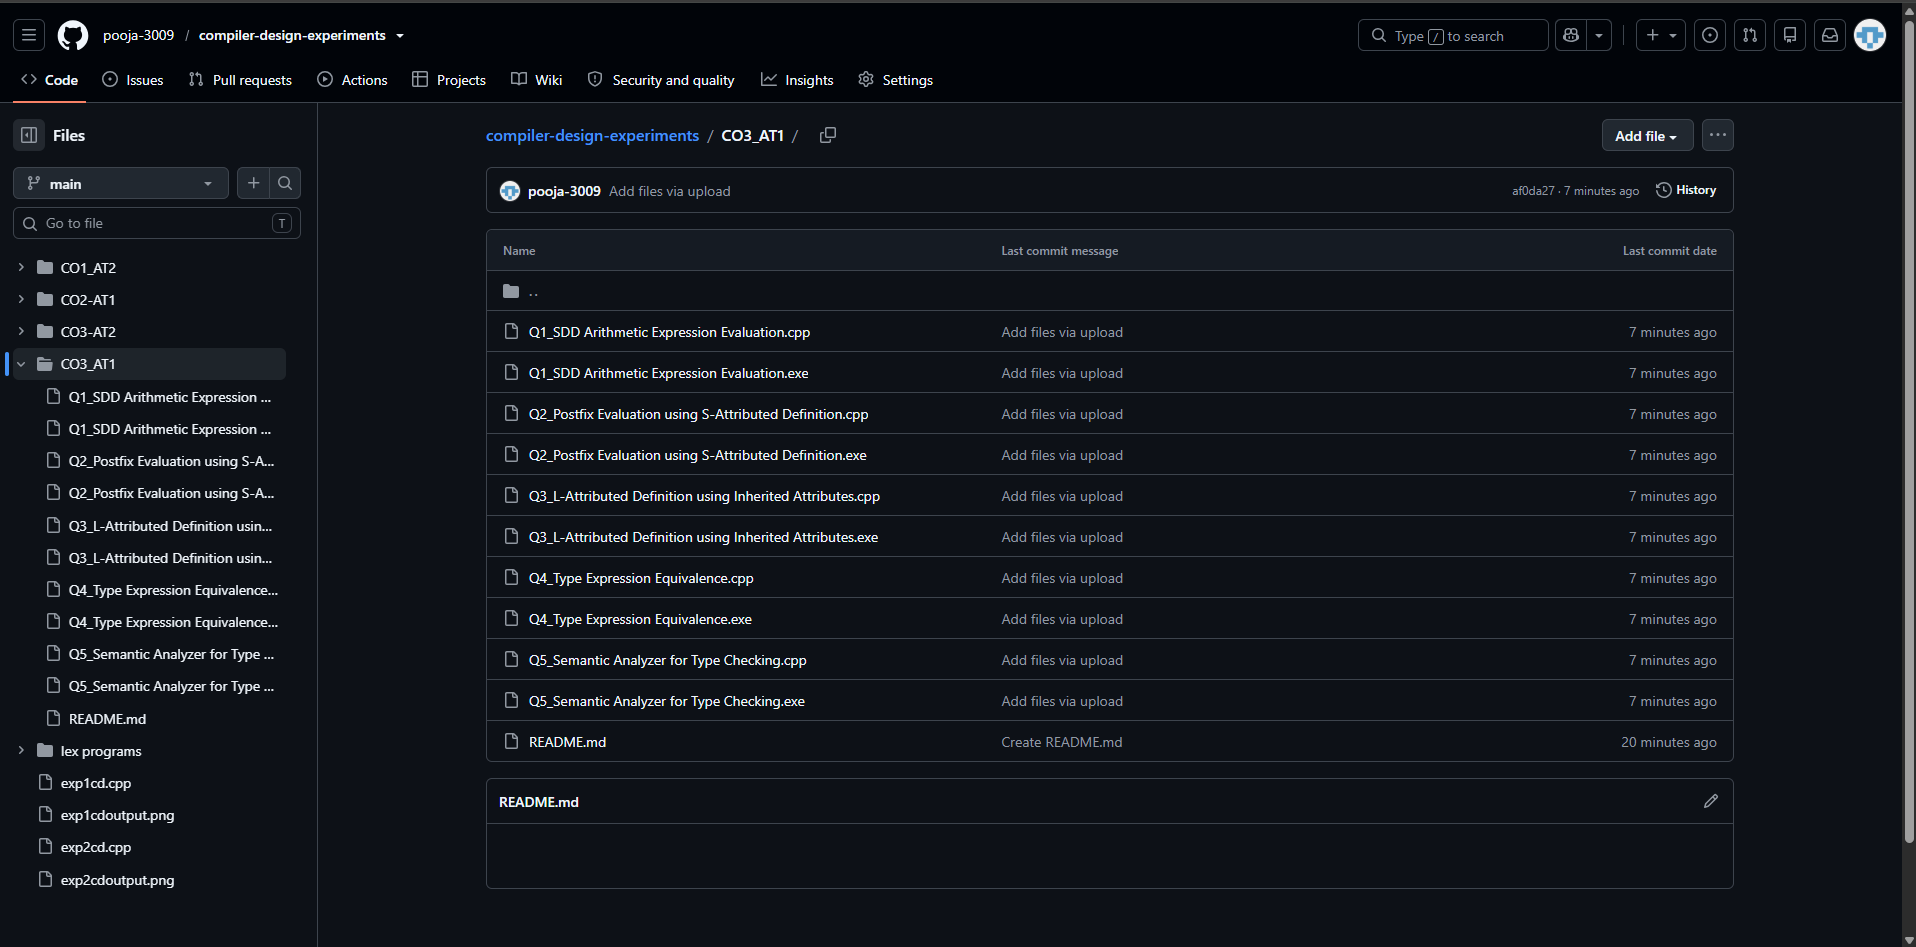 pooja-3009 / compiler-design-experiments
Type / to search
Code Issues Pull requests Actions Projects Wiki Security and quality Insights Settings
Files
main
Go to file T
CO1_AT2
CO2-AT1
CO3-AT2
CO3_AT1
Q1_SDD Arithmetic Expression ...
Q1_SDD Arithmetic Expression ...
Q2_Postfix Evaluation using S-A...
Q2_Postfix Evaluation using S-A...
Q3_L-Attributed Definition usin...
Q3_L-Attributed Definition usin...
Q4_Type Expression Equivalence...
Q4_Type Expression Equivalence...
Q5_Semantic Analyzer for Type ...
Q5_Semantic Analyzer for Type ...
README.md
lex programs
exp1cd.cpp
exp1cdoutput.png
exp2cd.cpp
exp2cdoutput.png
compiler-design-experiments / CO3_AT1 /
Add file
pooja-3009 Add files via upload af0da27 · 7 minutes ago History
Name Last commit message Last commit date
..
Q1_SDD Arithmetic Expression Evaluation.cpp Add files via upload 7 minutes ago
Q1_SDD Arithmetic Expression Evaluation.exe Add files via upload 7 minutes ago
Q2_Postfix Evaluation using S-Attributed Definition.cpp Add files via upload 7 minutes ago
Q2_Postfix Evaluation using S-Attributed Definition.exe Add files via upload 7 minutes ago
Q3_L-Attributed Definition using Inherited Attributes.cpp Add files via upload 7 minutes ago
Q3_L-Attributed Definition using Inherited Attributes.exe Add files via upload 7 minutes ago
Q4_Type Expression Equivalence.cpp Add files via upload 7 minutes ago
Q4_Type Expression Equivalence.exe Add files via upload 7 minutes ago
Q5_Semantic Analyzer for Type Checking.cpp Add files via upload 7 minutes ago
Q5_Semantic Analyzer for Type Checking.exe Add files via upload 7 minutes ago
README.md Create README.md 20 minutes ago
README.md